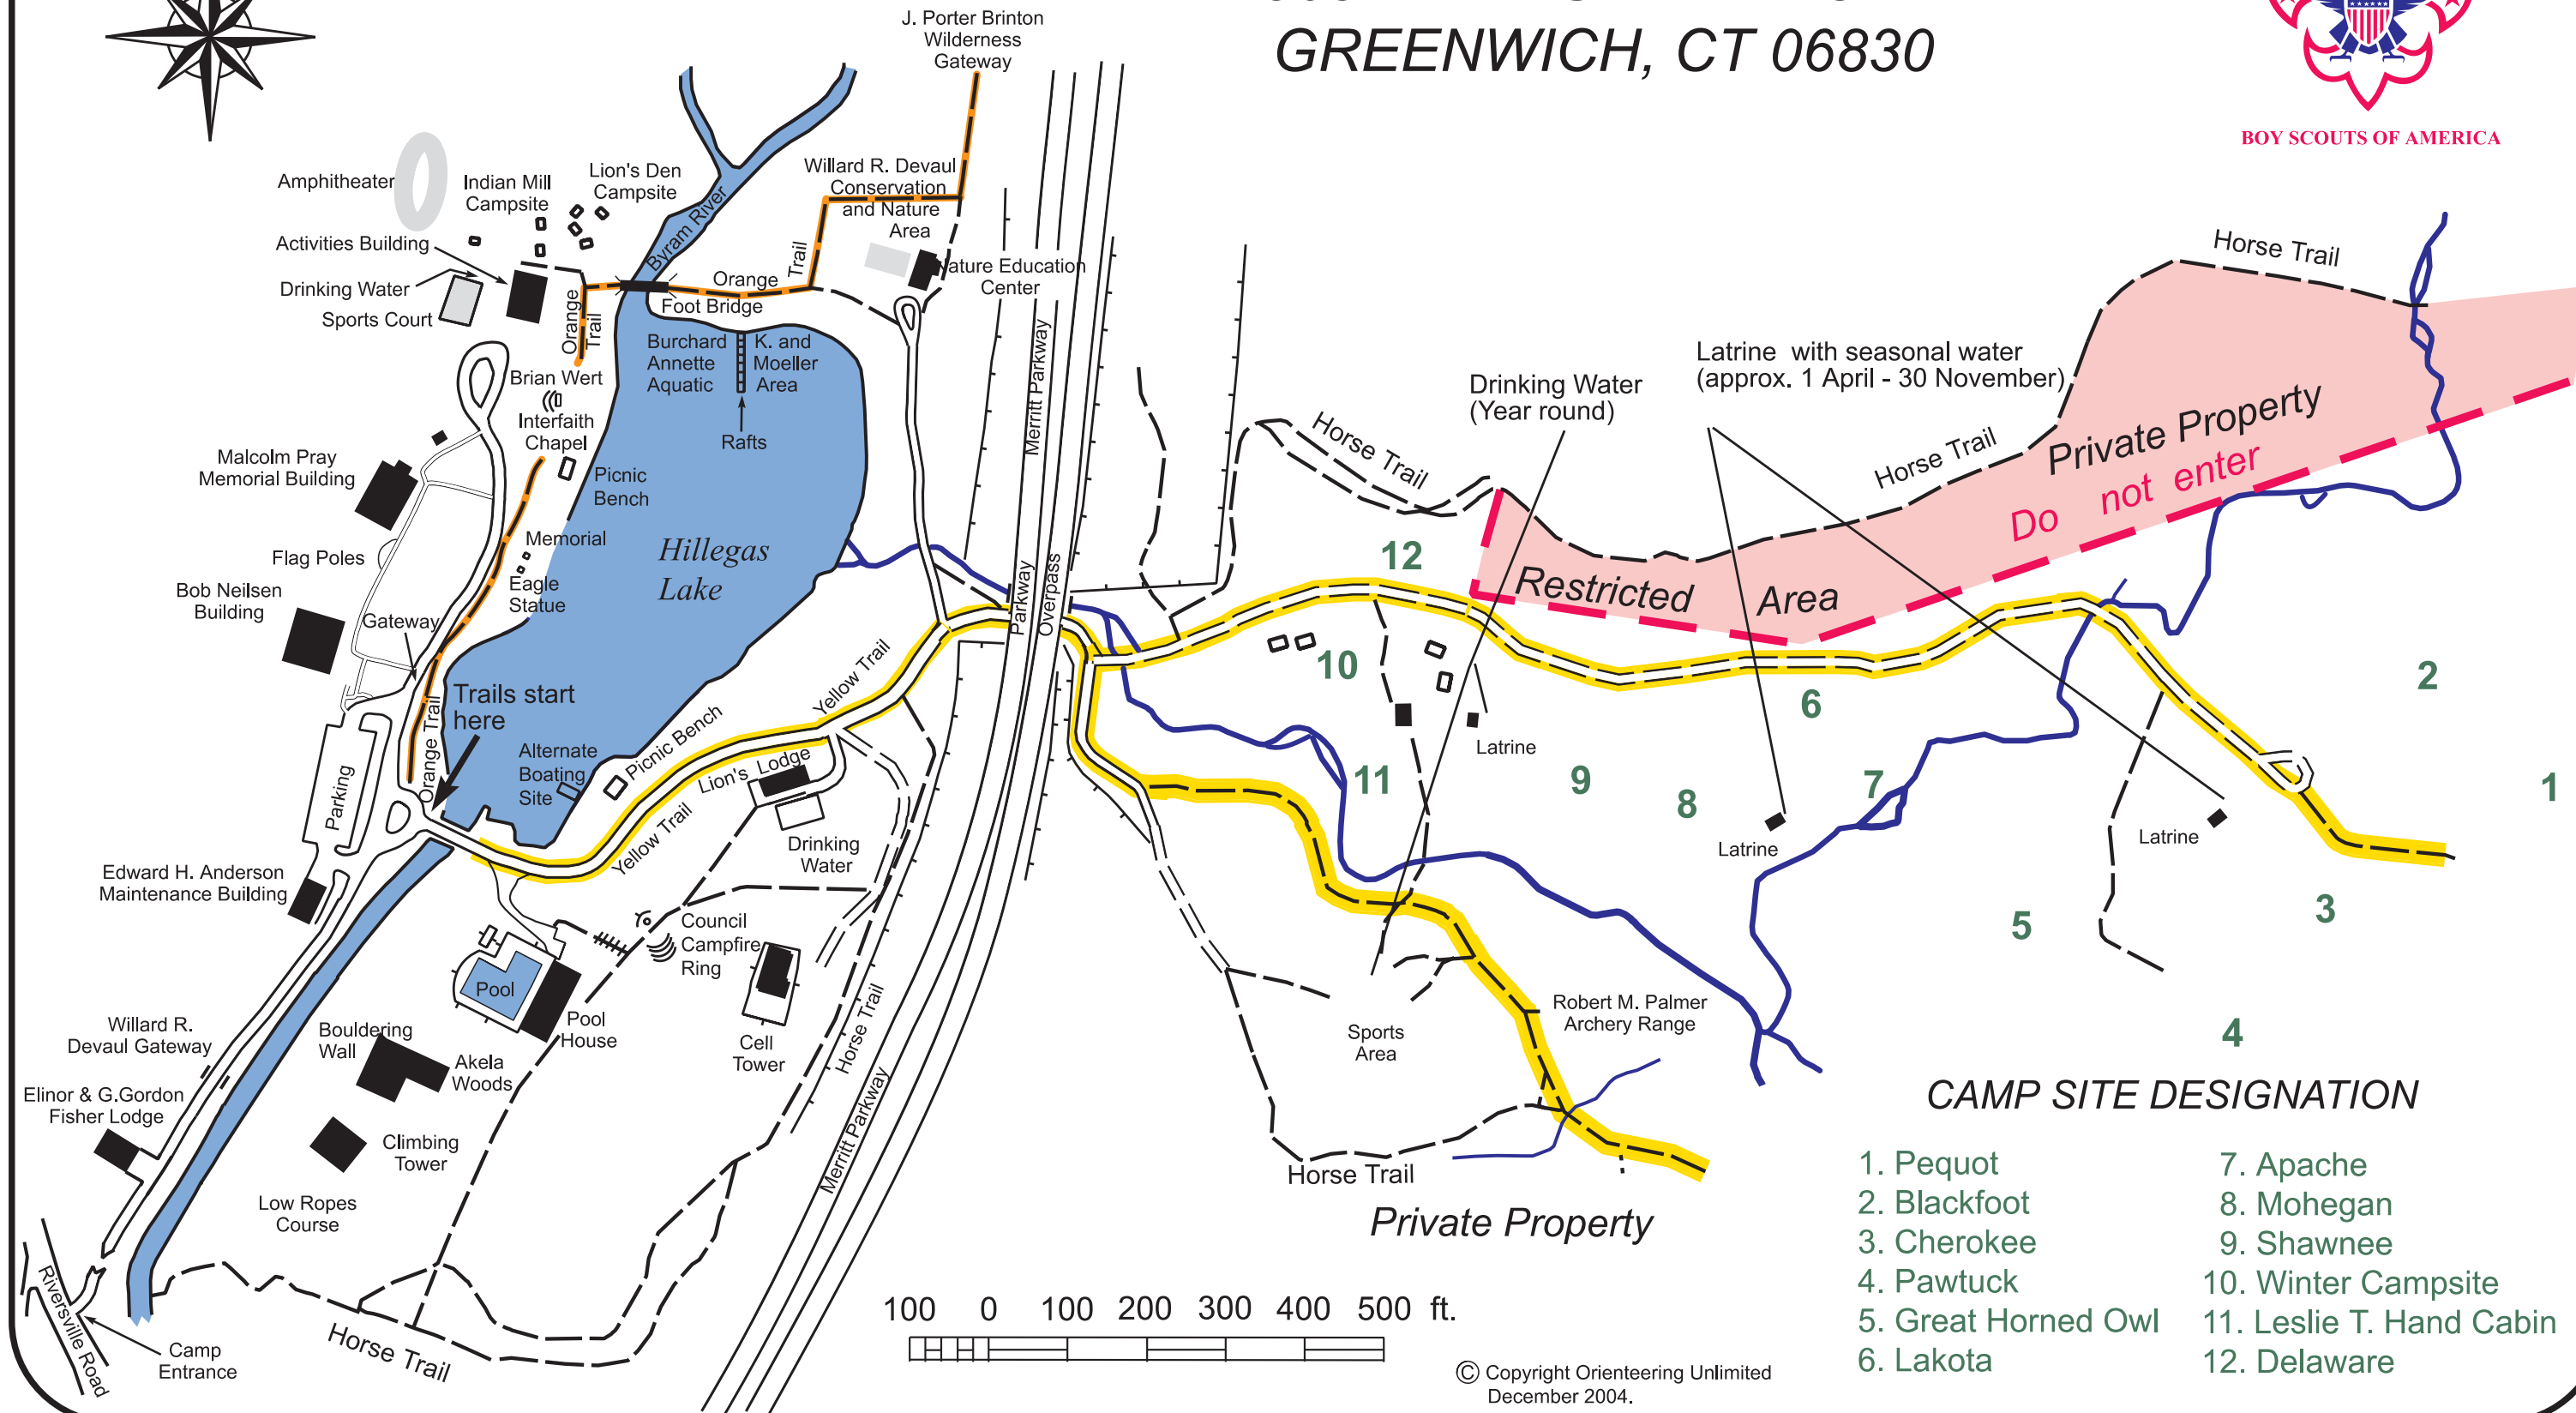 GREENWICH, CT 06830
BOY SCOUTS OF AMERICA
J. Porter Brinton
Wilderness
Gateway
Amphitheater
Indian Mill
Campsite
Lion's Den
Campsite
Willard R. Devaul
Conservation
and Nature
Area
Byram River
Activities Building
Drinking Water
Sports Court
Orange
Trail
Orange
Trail
Foot Bridge
Nature Education
Center
Burchard
Annette
Aquatic
K. and
Moeller
Area
Rafts
Brian Wert
Interfaith
Chapel
Picnic
Bench
Malcolm Pray
Memorial Building
Flag Poles
Memorial
Eagle
Statue
Bob Neilsen
Building
Gateway
Hillegas
Lake
Trails start
here
Orange Trail
Alternate
Boating
Site
Picnic Bench
Yellow Trail
Lion's Lodge
Yellow Trail
Parking
Drinking
Water
Edward H. Anderson
Maintenance Building
Council
Campfire
Ring
Pool
Pool
House
Cell
Tower
Willard R.
Devaul Gateway
Bouldering
Wall
Akela
Woods
Elinor & G.Gordon
Fisher Lodge
Climbing
Tower
Low Ropes
Course
Riversville Road
Camp
Entrance
Horse Trail
Horse Trail
Merritt Parkway
Merritt Parkway
Parkway
Overpass
Horse Trail
Drinking Water
(Year round)
Latrine with seasonal water
(approx. 1 April - 30 November)
Horse Trail
Horse Trail
Private Property
Do not enter
Restricted Area
12
10
11
9
8
6
7
2
1
3
5
4
Latrine
Latrine
Latrine
Sports
Area
Robert M. Palmer
Archery Range
Horse Trail
Private Property
CAMP SITE DESIGNATION
1. Pequot
2. Blackfoot
3. Cherokee
4. Pawtuck
5. Great Horned Owl
6. Lakota
7. Apache
8. Mohegan
9. Shawnee
10. Winter Campsite
11. Leslie T. Hand Cabin
12. Delaware
100 0 100 200 300 400 500 ft.
© Copyright Orienteering Unlimited
December 2004.